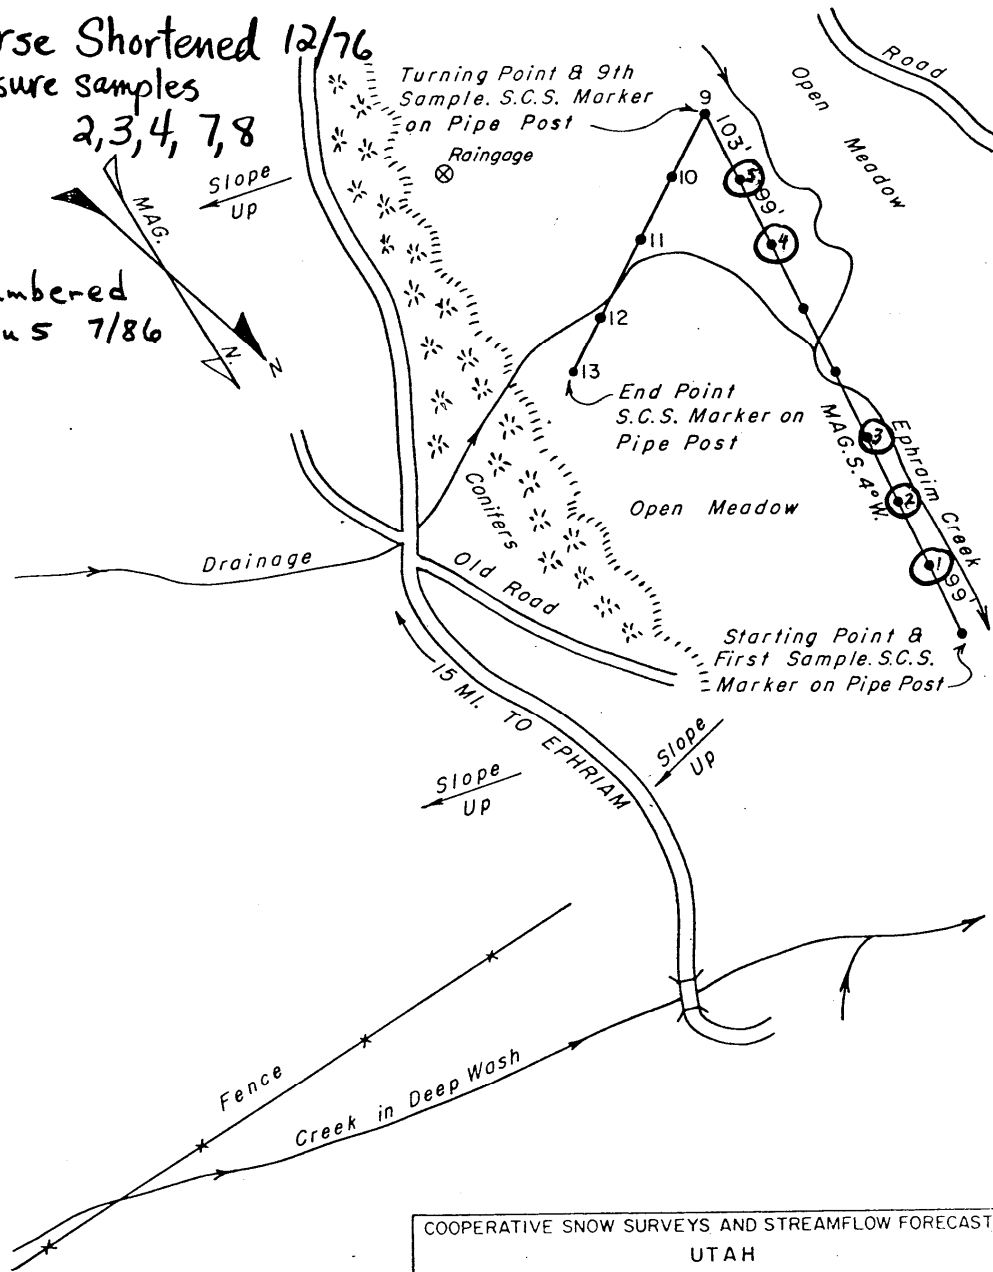 rse Shortened 12/76
sure samples
2,3,4, 7,8
mbered
5 7/86
MAG.
N.
N
Slope
UP
Turning Point & 9th
Sample. S.C.S. Marker
on Pipe Post
Raingage
Road
Open
Meadow
9
103'
5
99'
4
10
11
12
13
End Point
S.C.S. Marker on
Pipe Post
3
2
1
MAG. S. 4° W.
Ephraim Creek
99'
Open Meadow
Conifers
Drainage
Old Road
Starting Point &
First Sample. S.C.S.
Marker on Pipe Post
15 MI. TO EPHRIAM
Slope
UP
Slope
UP
Fence
Creek in Deep Wash
COOPERATIVE SNOW SURVEYS AND STREAMFLOW FORECAST
UTAH